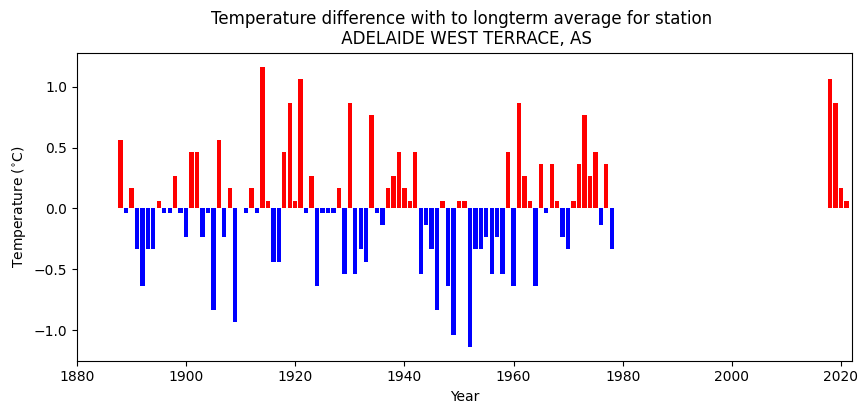 Temperature difference with to longterm average for station
ADELAIDE WEST TERRACE, AS
Temperature (°C)
1.0
0.5
0.0
−0.5
−1.0
1880 1900 1920 1940 1960 1980 2000 2020
Year